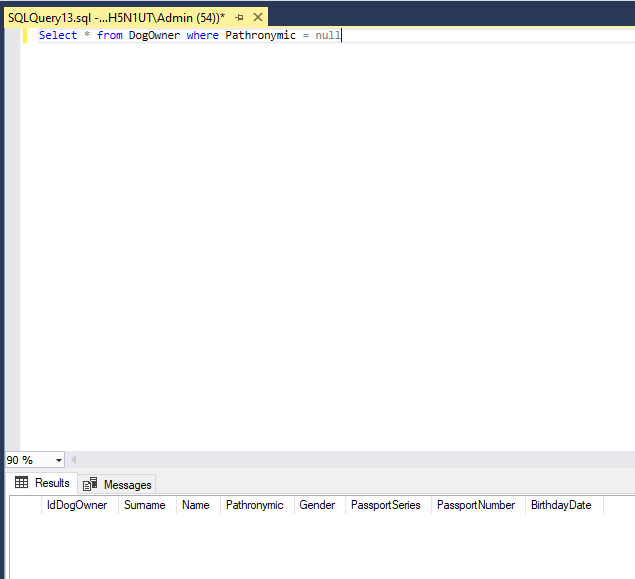 SQLQuery13.sql -...H5N1UT\Admin (54))*
Select * from DogOwner where Pathronymic = null
90 %
Results Messages
IdDogOwner Surname Name Pathronymic Gender PassportSeries PassportNumber BirthdayDate